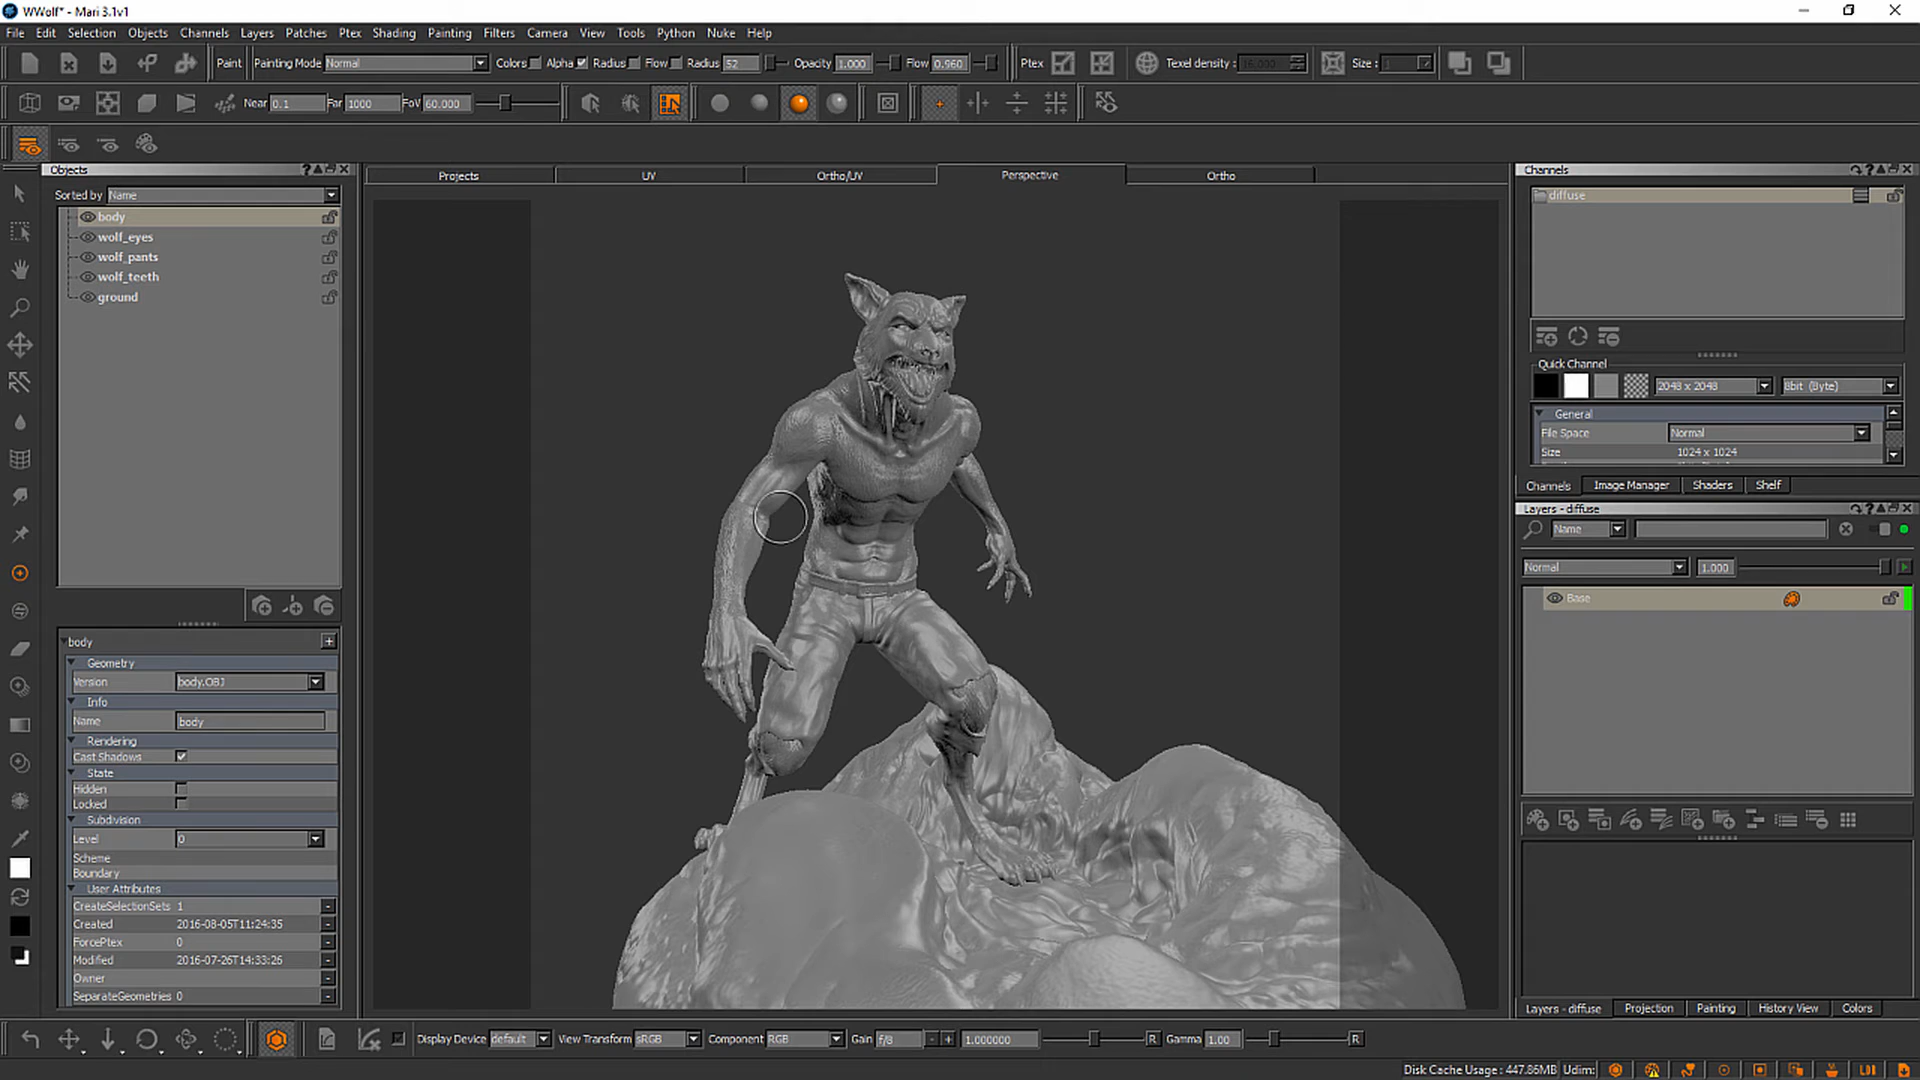 WWolf* - Mari 3.1v1
File Edit Selection Objects Channels Layers Patches Ptex Shading Painting Filters Camera View Tools Python Nuke Help
Paint Painting Mode Normal Colors Alpha Radius Flow Radius 52 Opacity 1.000 Flow 0.960 Ptex Texel density : 16.000 Size :
Near 0.1 Far 1000 FoV 60.000
Objects
Sorted by Name
body
wolf_eyes
wolf_pants
wolf_teeth
ground
body
Geometry
Version body.OBJ
Info
Name body
Rendering
Cast Shadows
State
Hidden
Locked
Subdivision
Level 0
Scheme
Boundary
User Attributes
CreateSelectionSets 1
Created 2016-08-05T11:24:35
ForcePtex 0
Modified 2016-07-26T14:33:26
Owner
SeparateGeometries 0
Projects UV Ortho/UV Perspective Ortho
Channels
diffuse
Quick Channel
2048 x 2048 8bit (Byte)
General
File Space Normal
Size 1024 x 1024
Channels Image Manager Shaders Shelf
Layers - diffuse
Name
Normal 1.000
Base
Layers - diffuse Projection Painting History View Colors
Display Device default View Transform sRGB Component RGB Gain f/8 - + 1.000000 R Gamma 1.00 R
Disk Cache Usage : 447.86MB Udim: